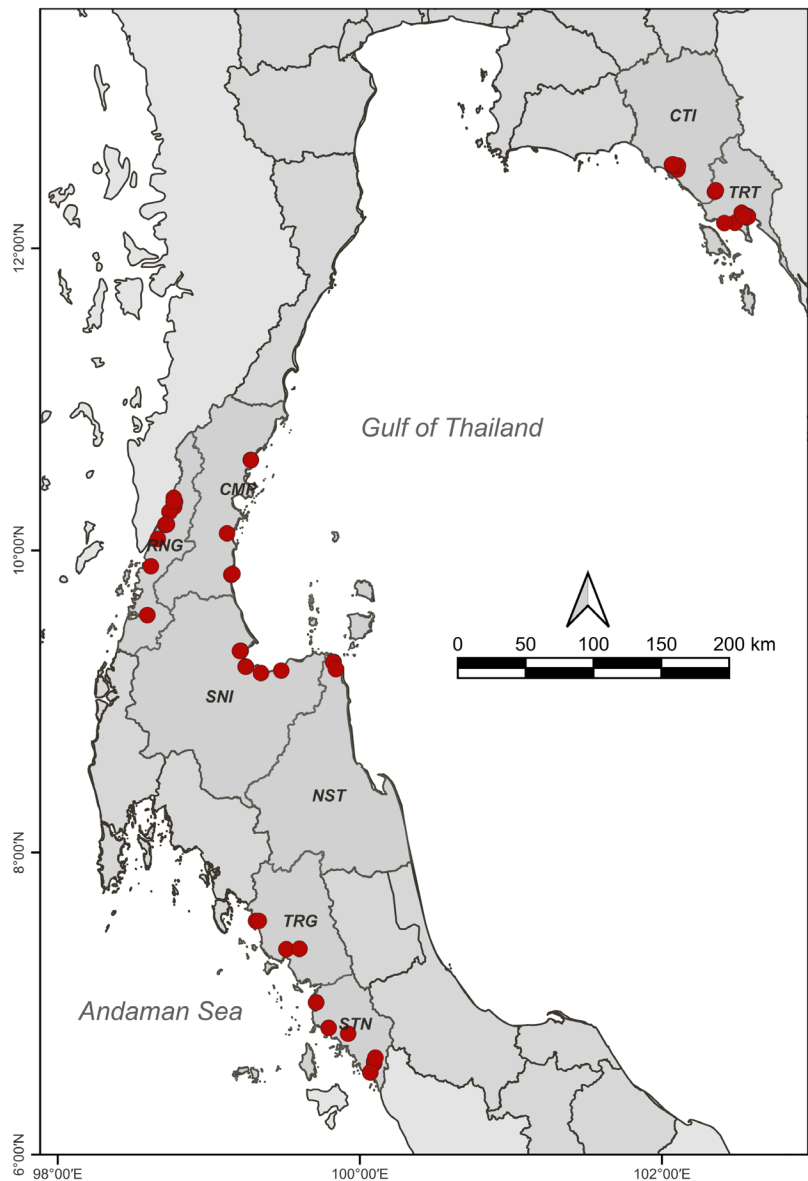 CTI
TRT
12°00′N
Gulf of Thailand
CMP
10°00′N
RNG
0 50 100 150 200 km
SNI
NST
8°00′N
TRG
Andaman Sea
STN
6°00′N
98°00′E 100°00′E 102°00′E